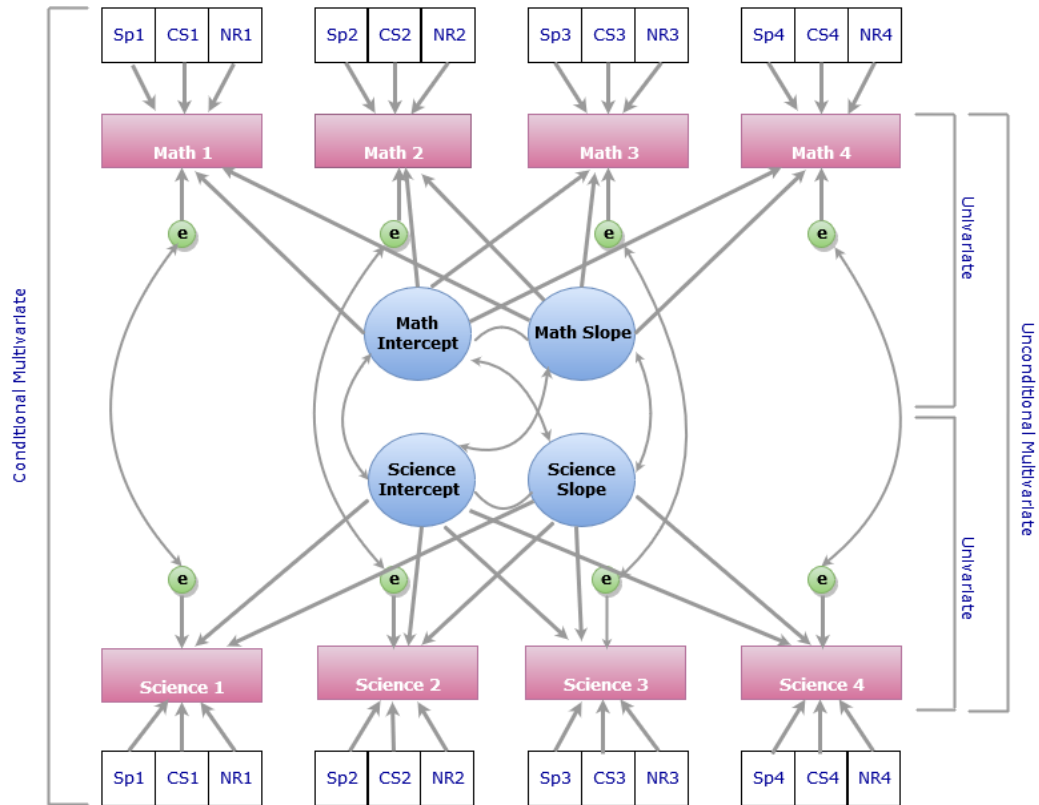 Sp1 CS1 NR1 Sp2 CS2 NR2 Sp3 CS3 NR3 Sp4 CS4 NR4
Math 1 Math 2 Math 3 Math 4
e e e e
Math
Intercept
Math Slope
Science
Intercept
Science
Slope
e e e e
Science 1 Science 2 Science 3 Science 4
Sp1 CS1 NR1 Sp2 CS2 NR2 Sp3 CS3 NR3 Sp4 CS4 NR4
Conditional Multivariate
Univariate
Univariate
Unconditional Multivariate